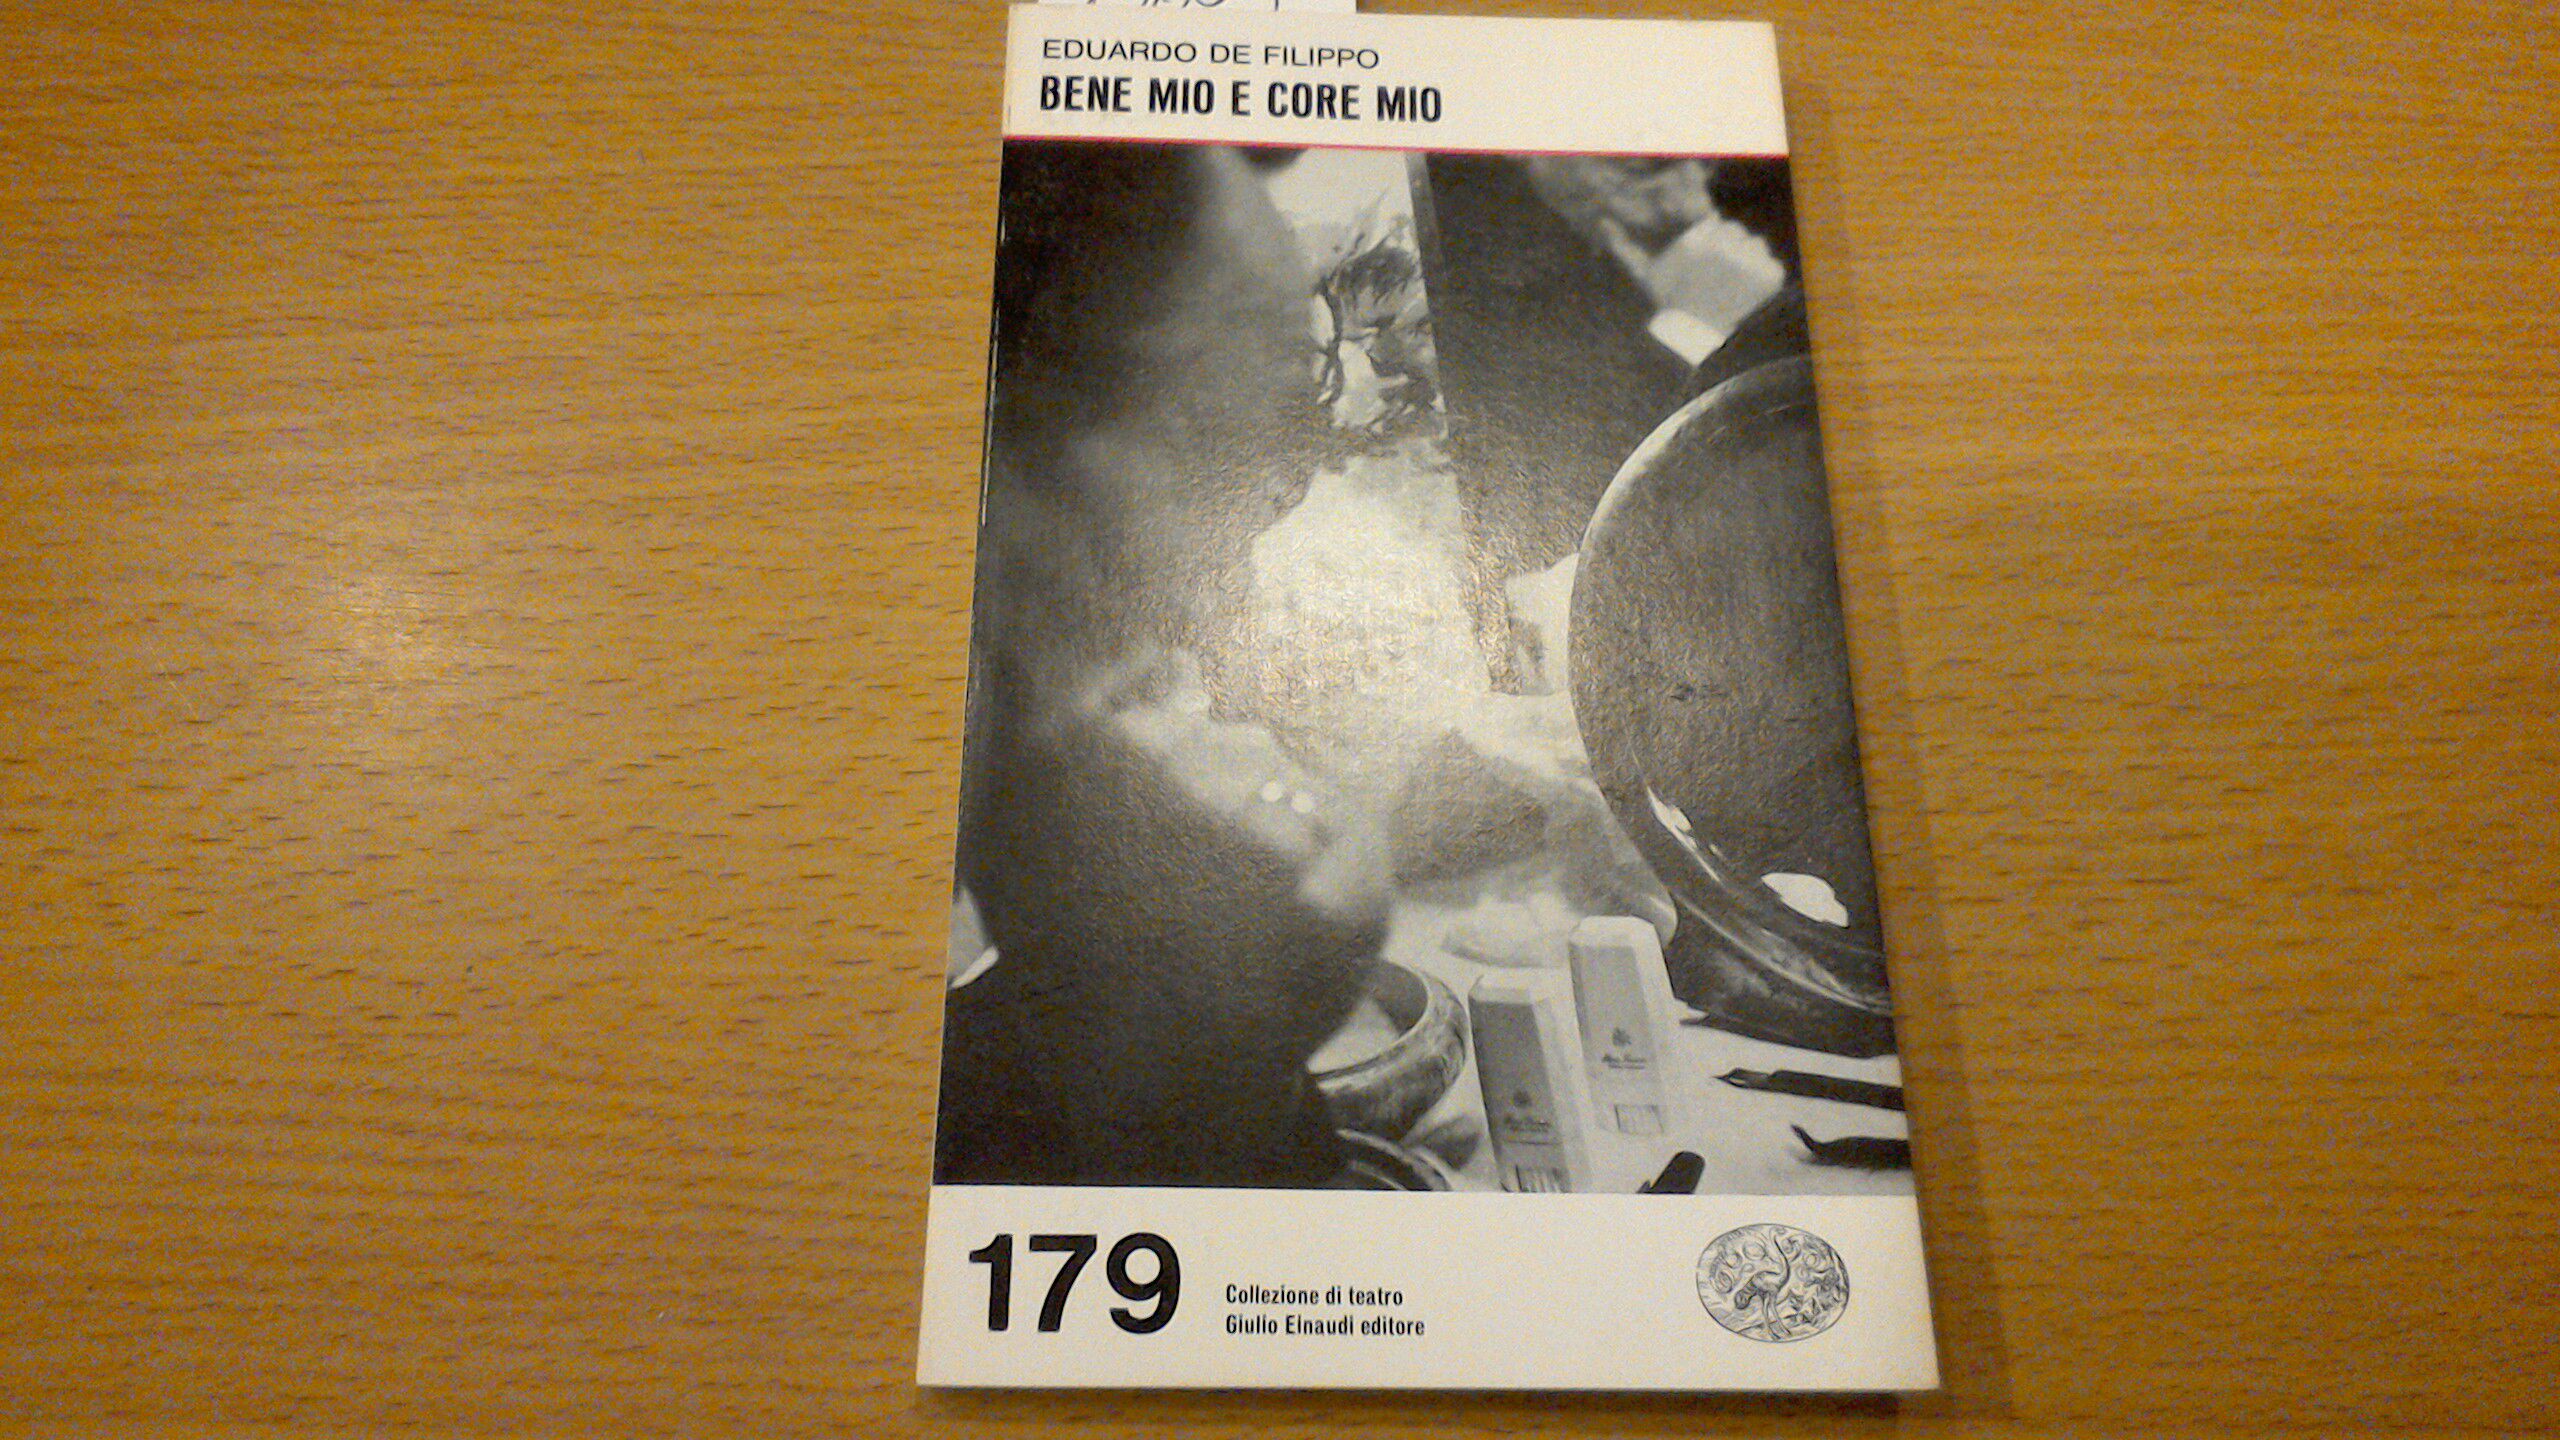 EDUARDO DE FILIPPO
BENE MIO E CORE MIO
179
Collezione di teatro
Giulio Einaudi editore